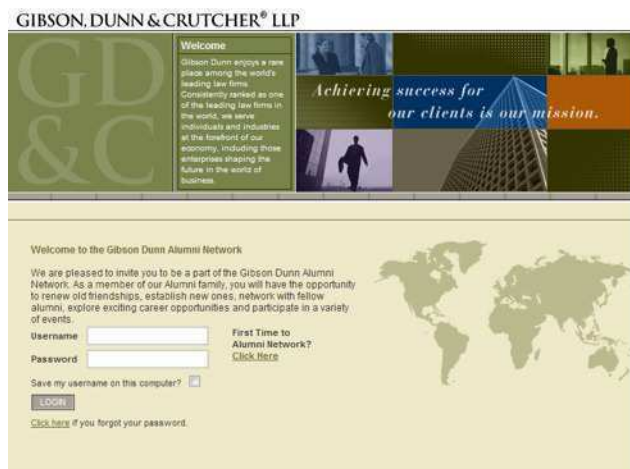 GIBSON, DUNN & CRUTCHER® LLP
GD
&C
Welcome
Gibson Dunn enjoys a rare
place among the world's
leading law firms.
Consistently ranked as one
of the leading law firms in
the world, we serve
individuals and industries
at the forefront of our
economy, including those
enterprises shaping the
future in the world of
business.
Achieving success for
our clients is our mission.
Welcome to the Gibson Dunn Alumni Network
We are pleased to invite you to be a part of the Gibson Dunn Alumni
Network. As a member of our Alumni family, you will have the opportunity
to renew old friendships, establish new ones, network with fellow
alumni, explore exciting career opportunities and participate in a variety
of events.
Username
Password
First Time to
Alumni Network?
Click Here
Save my username on this computer?
LOGIN
Click here if you forgot your password.